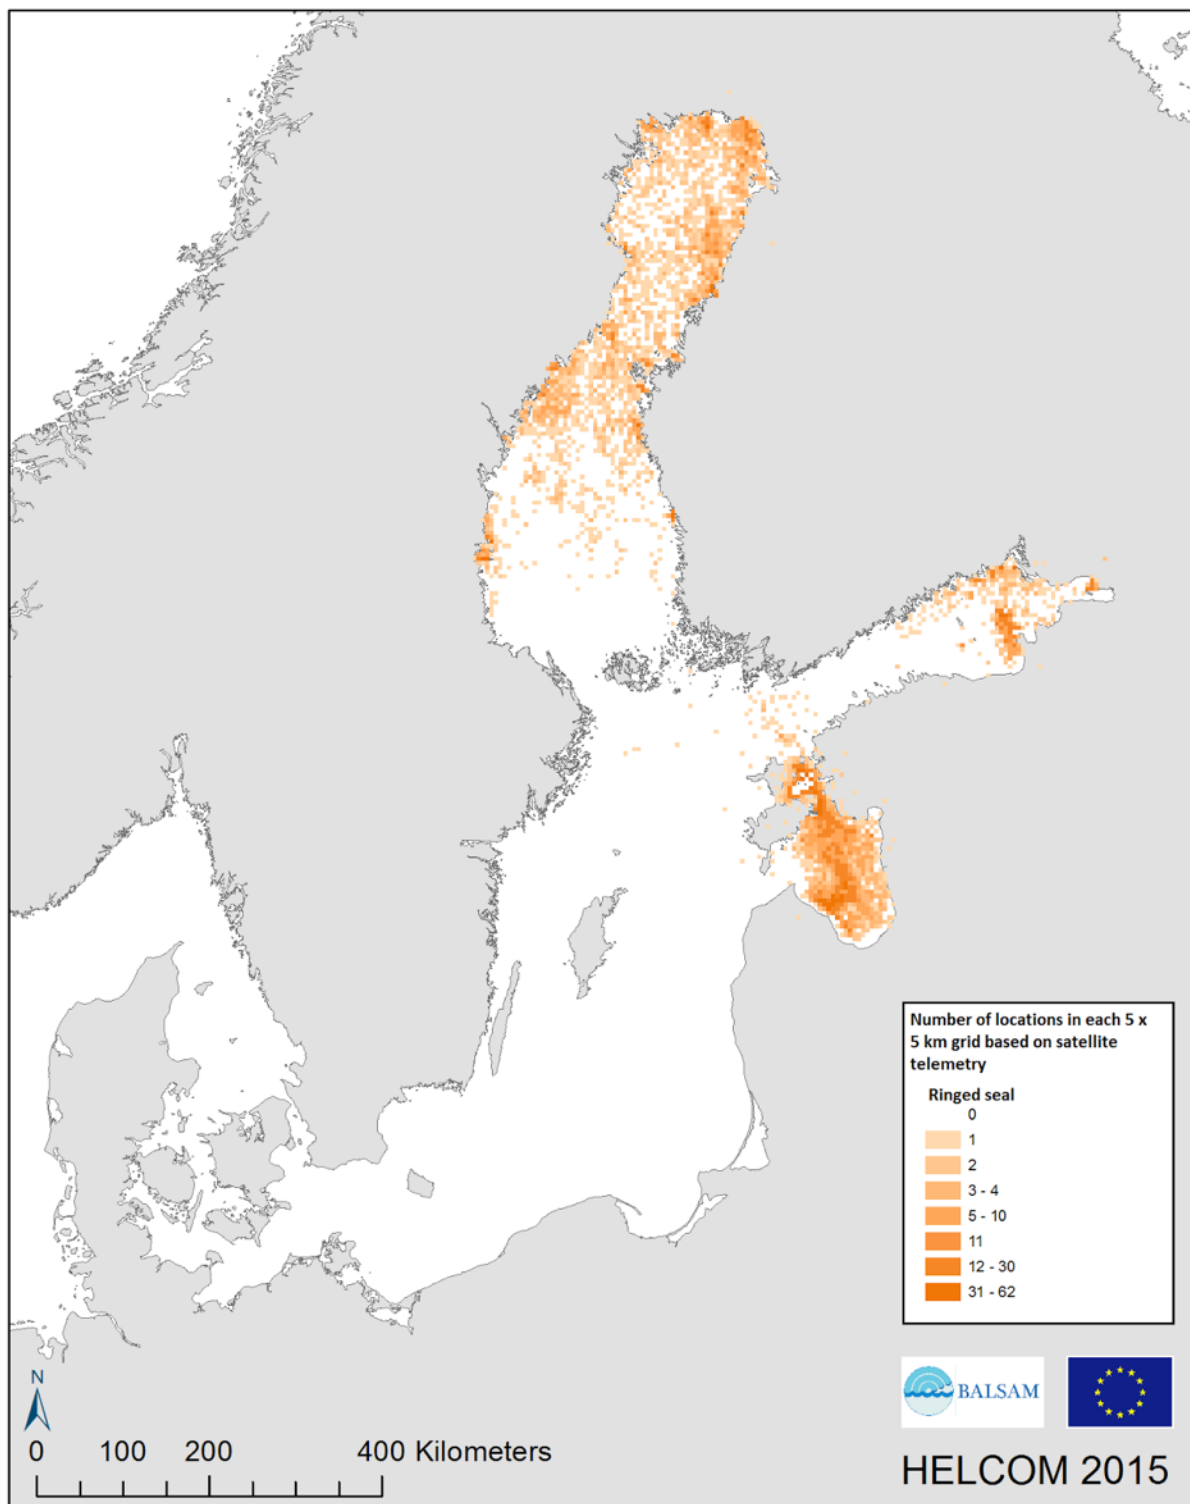 Number of locations in each 5 x
5 km grid based on satellite
telemetry
Ringed seal
0
1
2
3 - 4
5 - 10
11
12 - 30
31 - 62
BALSAM
N
0 100 200 400 Kilometers
HELCOM 2015